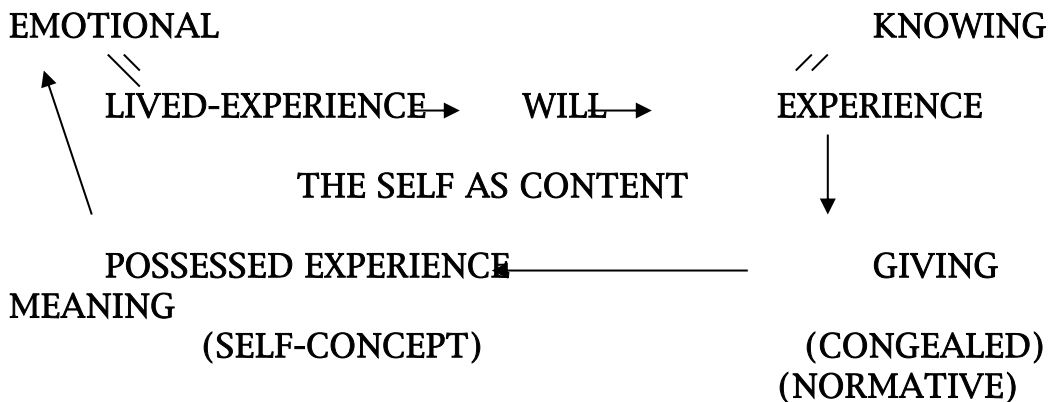 EMOTIONAL KNOWING
LIVED-EXPERIENCE WILL EXPERIENCE
THE SELF AS CONTENT
POSSESSED EXPERIENCE GIVING
MEANING
(SELF-CONCEPT) (CONGEALED)
(NORMATIVE)